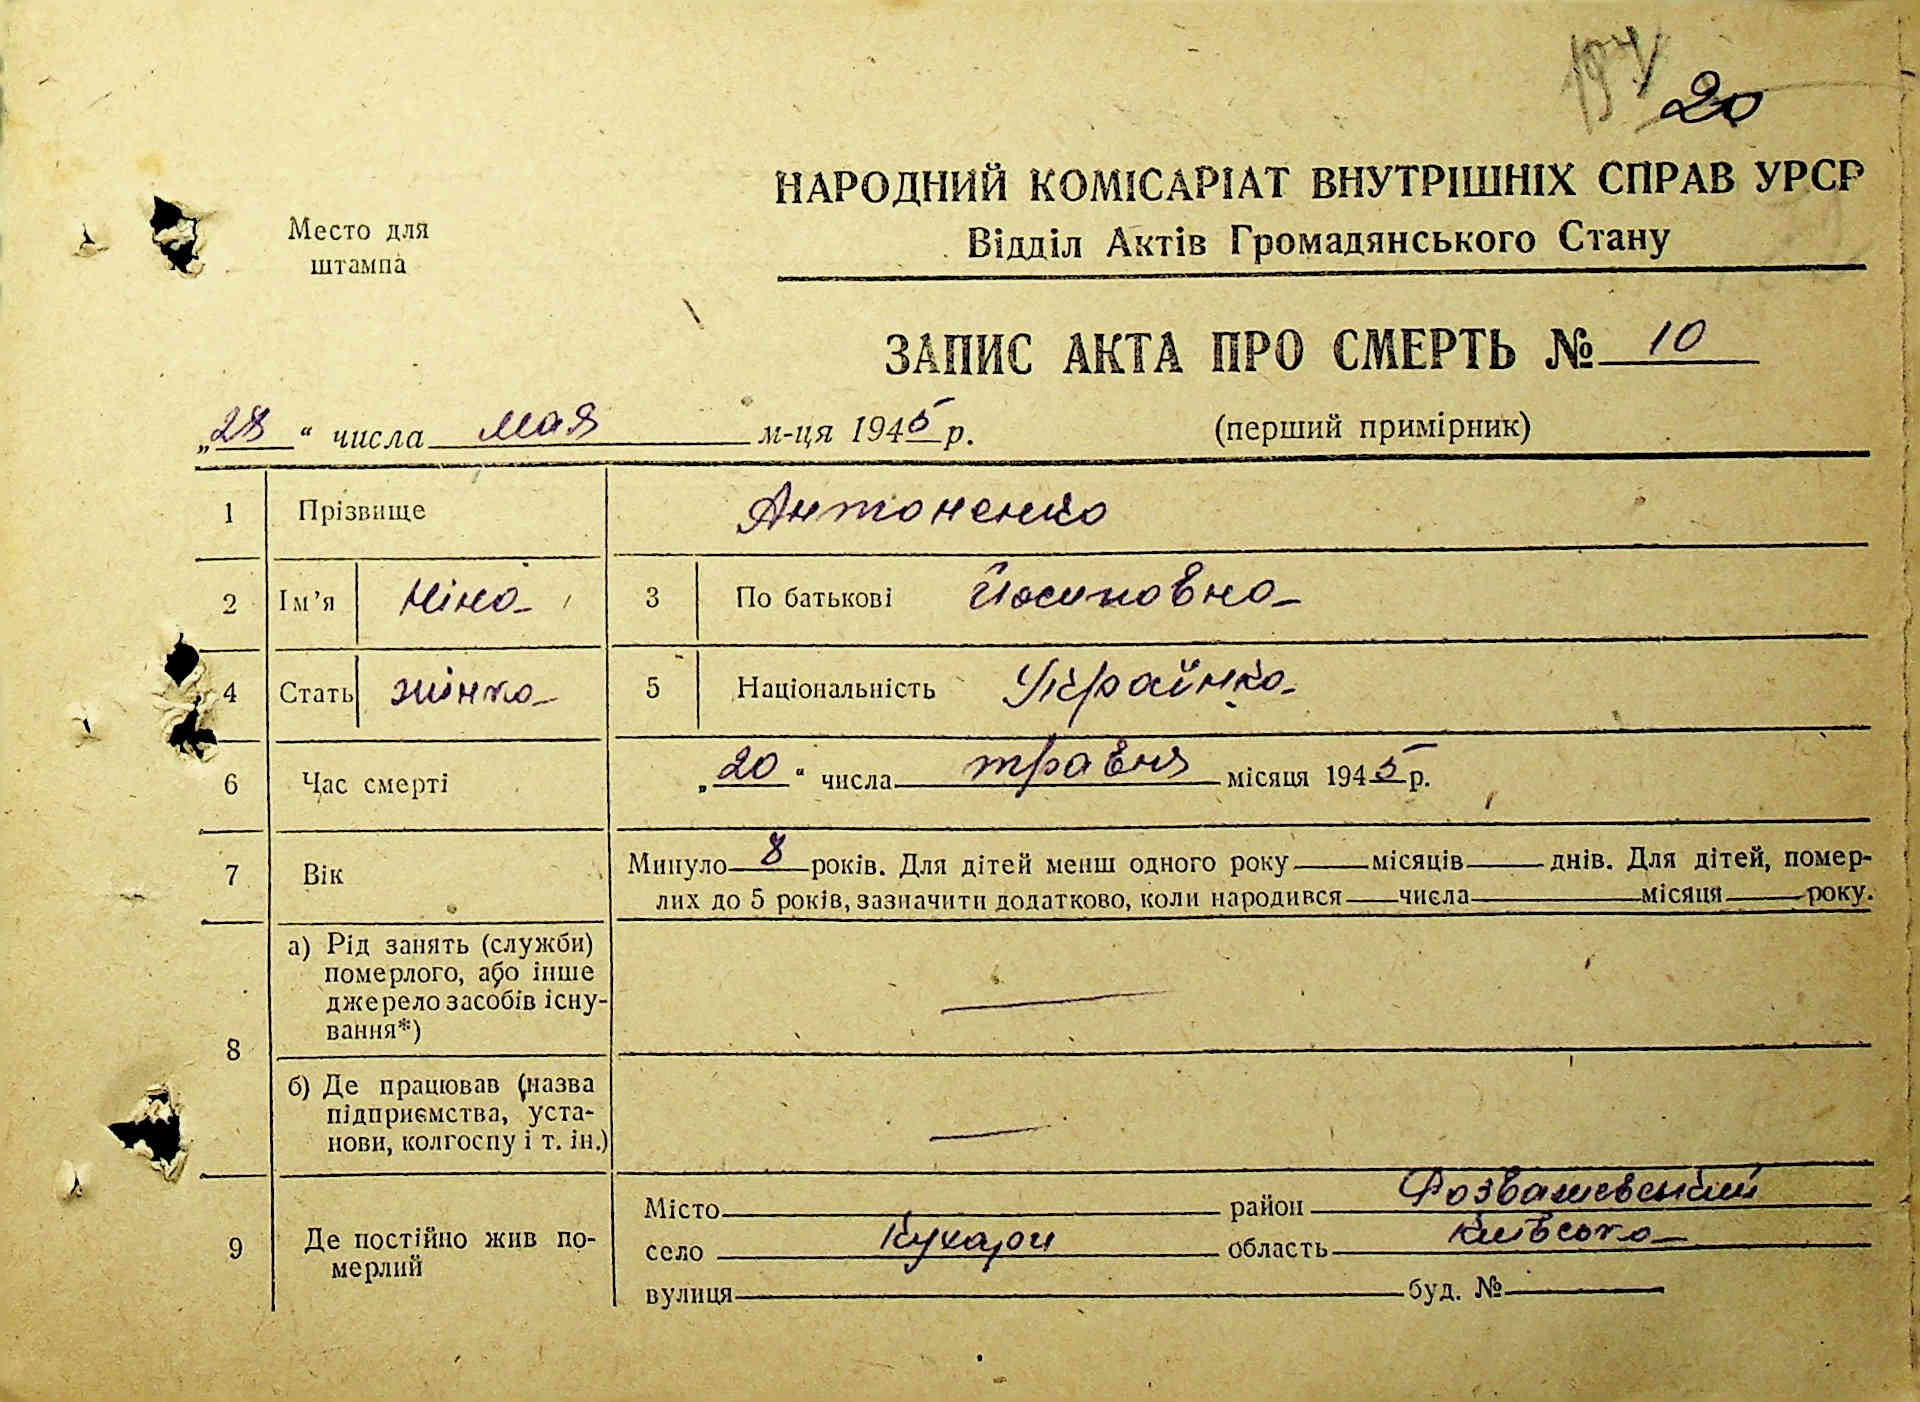 20
НАРОДНИЙ КОМІСАРІАТ ВНУТРІШНІХ СПРАВ УРСР
Место для штампа
Відділ Актів Громадянського Стану
ЗАПИС АКТА ПРО СМЕРТЬ № 10
„28“ числа мая м-ця 1945 р. (перший примірник)
1 Прізвище Антоненко
2 Ім’я Ніна 3 По батькові Йосиповна
4 Стать жінка 5 Національність Українка
6 Час смерті „20“ числа травня місяця 1945 р.
7 Вік Минуло 8 років. Для дітей менш одного року місяців днів. Для дітей, помер-
лих до 5 років, зазначити додатково, коли народився числа місяця року.
8 а) Рід занять (служби)
померлого, або інше
джерело засобів існу-
вання*)
б) Де працював (назва
підприємства, уста-
нови, колгоспу і т. ін.)
9 Де постійно жив по-
мерлий
Місто район Розважевський
село Кухари область Київська
вулиця буд. №